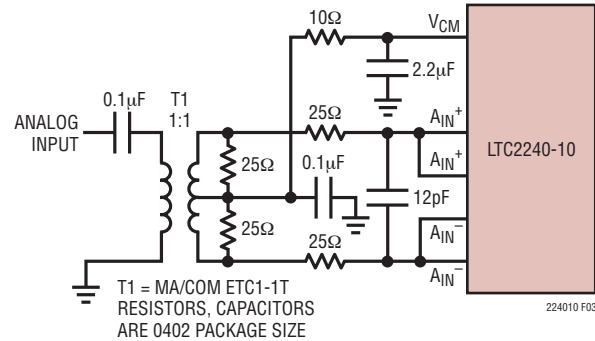 10Ω
VCM
2.2µF
0.1µF
T1
1:1
25Ω
ANALOG
INPUT
AIN+
AIN+
LTC2240-10
25Ω
0.1µF
12pF
25Ω
25Ω
AIN–
AIN–
T1 = MA/COM ETC1-1T
RESISTORS, CAPACITORS
ARE 0402 PACKAGE SIZE
224010 F03